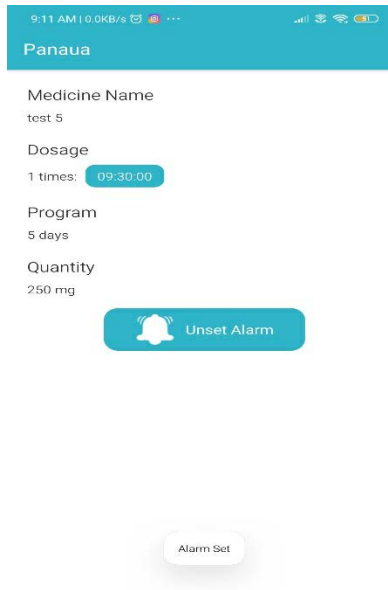 9:11 AM | 0.0KB/s ...
Panaua
Medicine Name
test 5
Dosage
1 times: 09:30:00
Program
5 days
Quantity
250 mg
Unset Alarm
Alarm Set